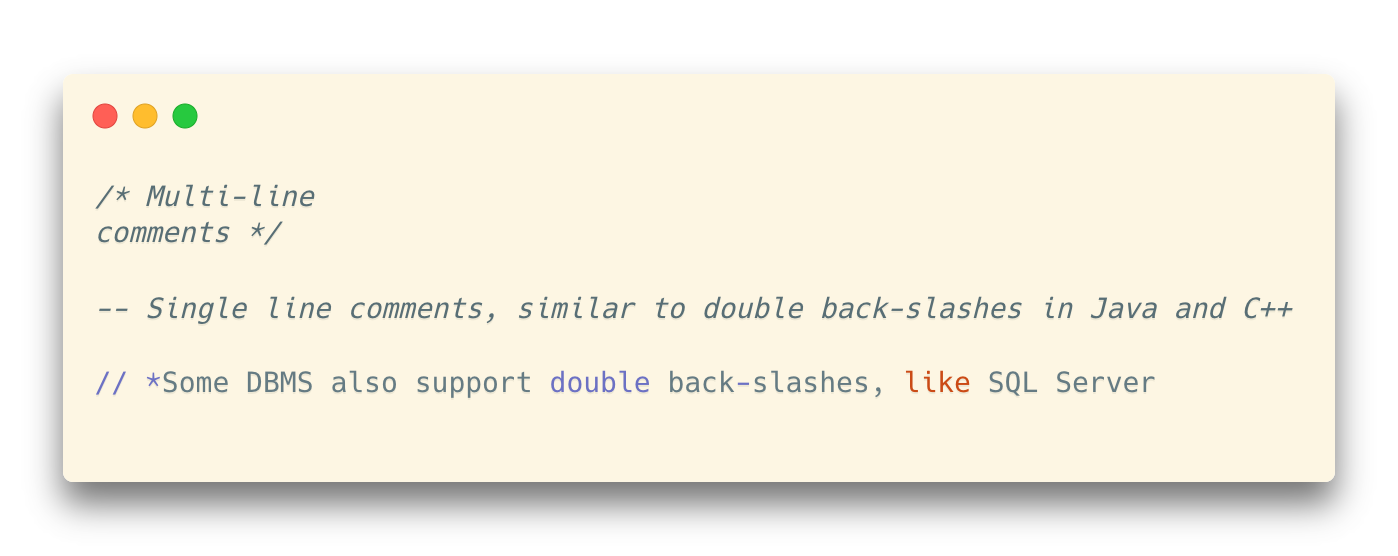 /* Multi-line
comments */
-- Single line comments, similar to double back-slashes in Java and C++
// *Some DBMS also support double back-slashes, like SQL Server